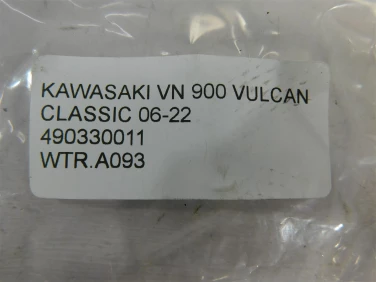 KAWASAKI VN 900 VULCAN
CLASSIC 06-22
490330011
WTR.A093